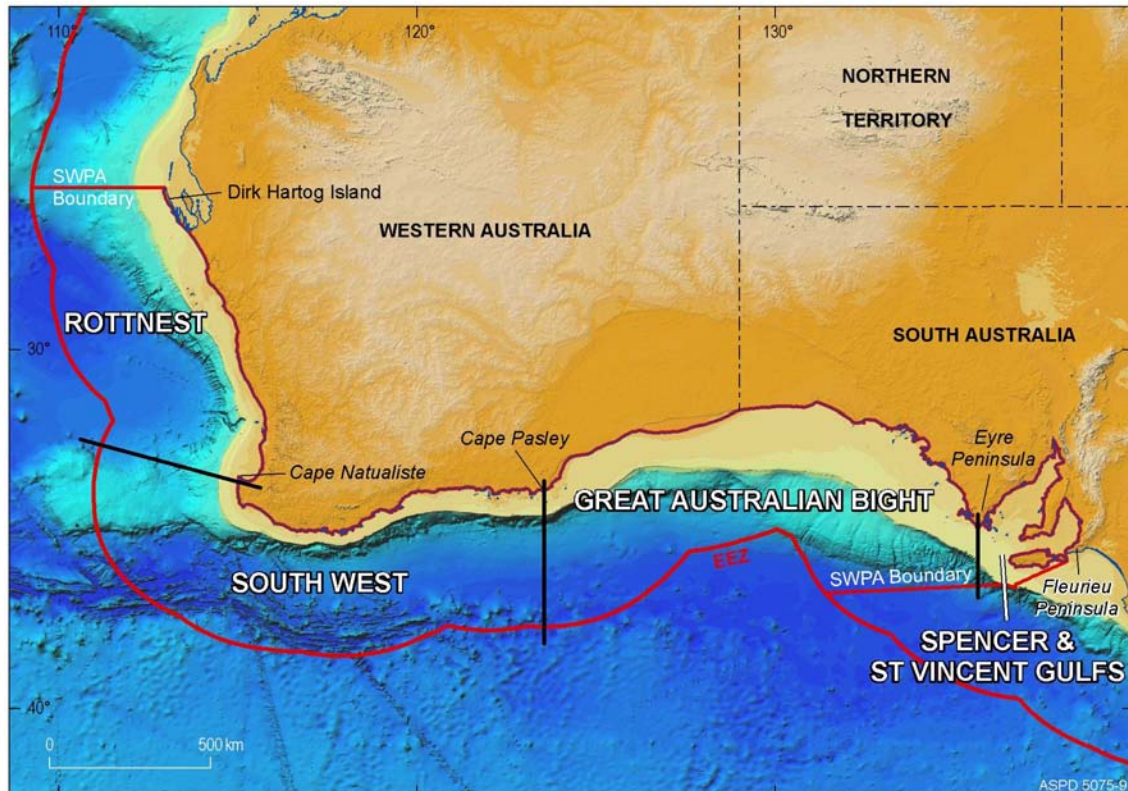 110°
120°
130°
NORTHERN
TERRITORY
SWPA
Boundary
Dirk Hartog Island
WESTERN AUSTRALIA
ROTTNEST
SOUTH AUSTRALIA
30°
Cape Pasley
Eyre
Peninsula
Cape Natualiste
GREAT AUSTRALIAN BIGHT
EEZ
SOUTH WEST
SWPA Boundary
Fleurieu
Peninsula
SPENCER &
ST VINCENT GULFS
40°
0 500 km
ASPD 5075-9